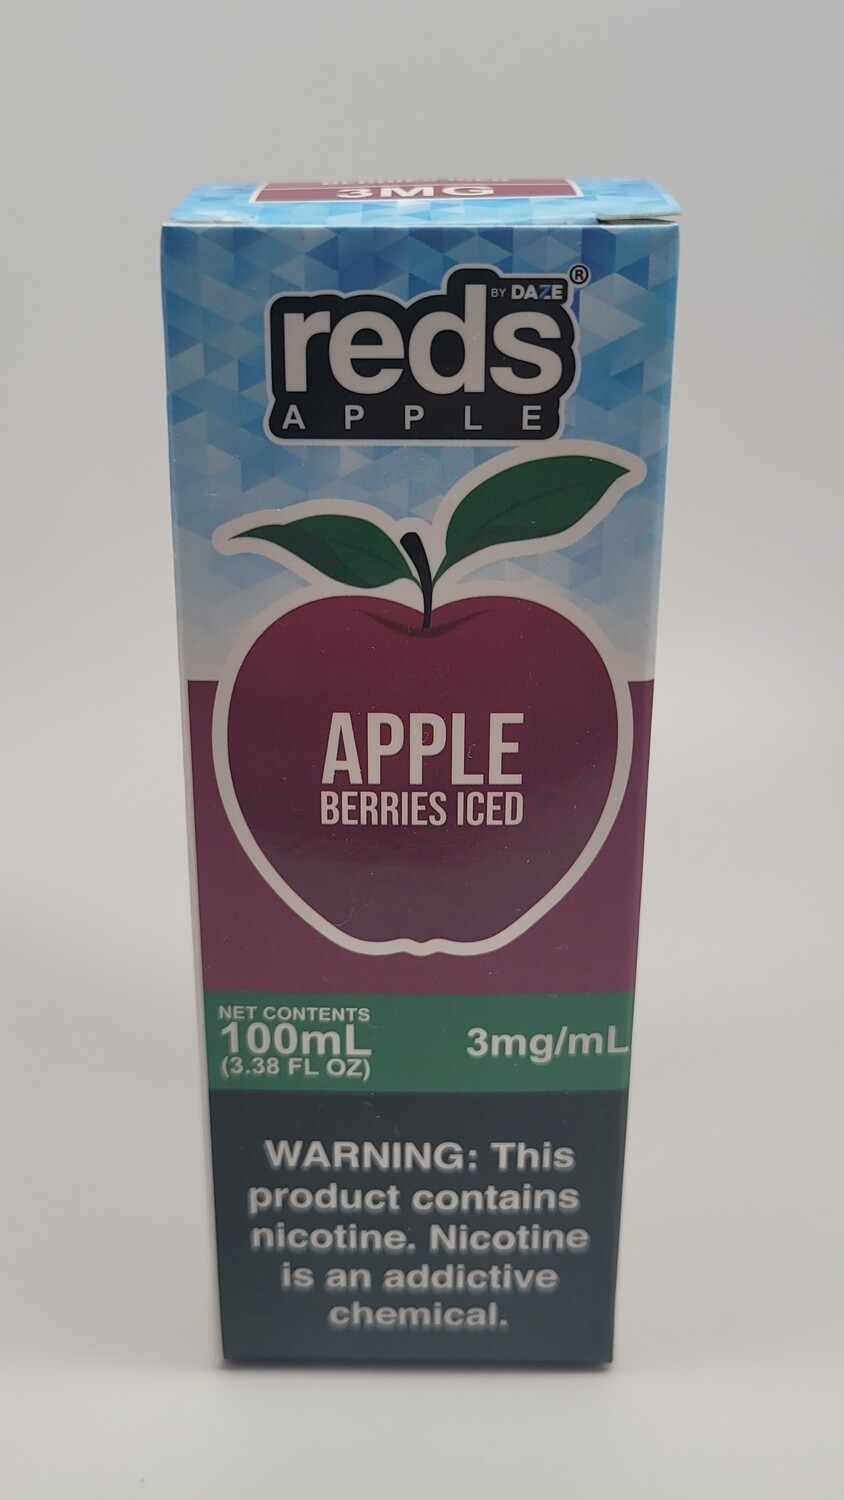 3MG
BY DAZE®
reds
APPLE
APPLE
BERRIES ICED
NET CONTENTS
100mL
(3.38 FL OZ)
3mg/mL
WARNING: This
product contains
nicotine. Nicotine
is an addictive
chemical.